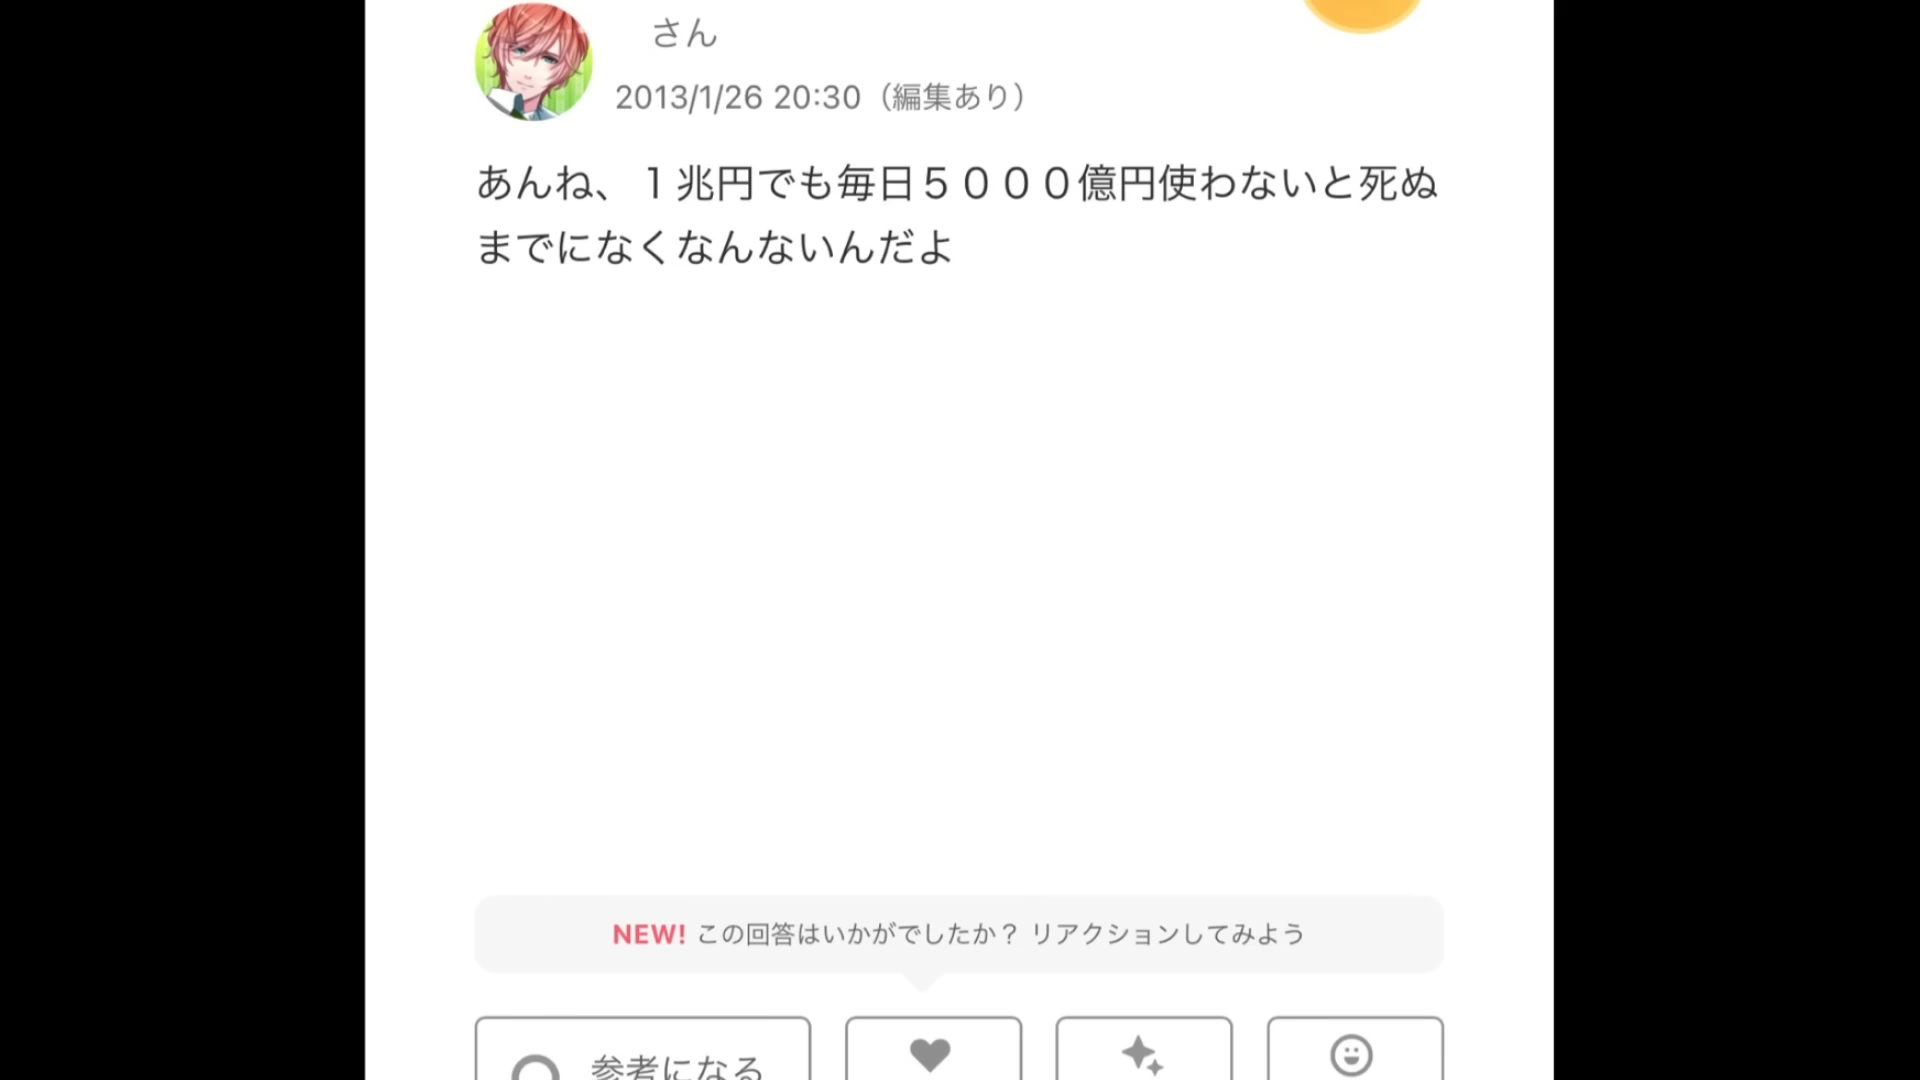 さん
2013/1/26 20:30（編集あり）
あんね、１兆円でも毎日５０００億円使わないと死ぬ
までになくなんないんだよ
NEW! この回答はいかがでしたか？ リアクションしてみよう
参考になる